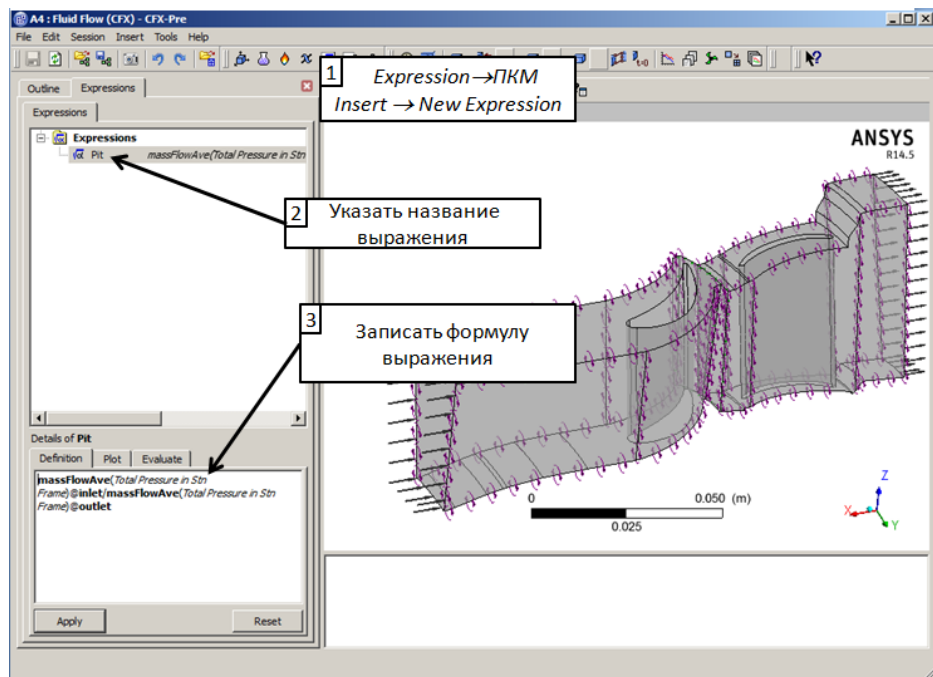 A4 : Fluid Flow (CFX) - CFX-Pre
File Edit Session Insert Tools Help
1
Expression→ПКМ
Insert → New Expression
Outline Expressions
Expressions
Expressions
Pit massFlowAve(Total Pressure in Stn
ANSYS
R14.5
2
Указать название
выражения
3
Записать формулу
выражения
Details of Pit
Definition Plot Evaluate
massFlowAve(Total Pressure in Stn
Frame)@inlet/massFlowAve(Total Pressure in Stn
Frame)@outlet
0 0.050 (m)
0.025
Z
X
Y
Apply Reset